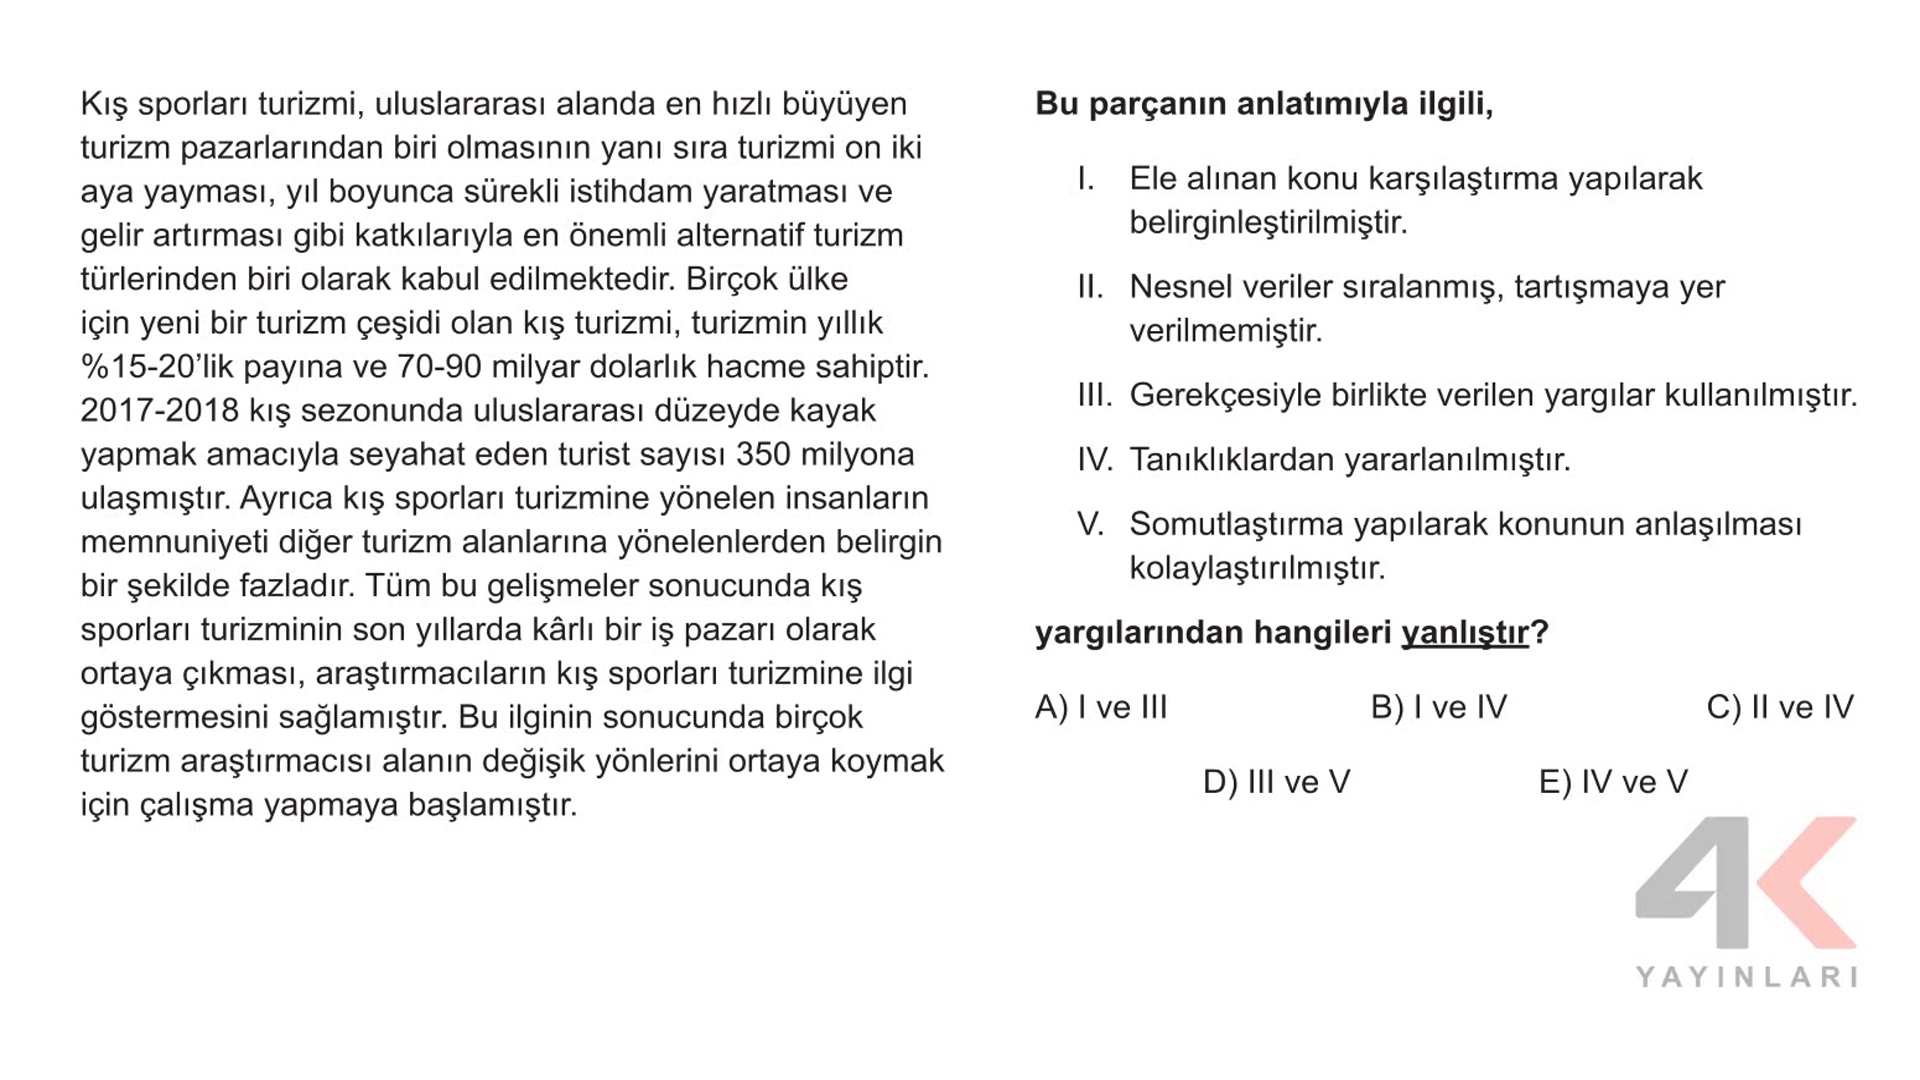 Kış sporları turizmi, uluslararası alanda en hızlı büyüyen
turizm pazarlarından biri olmasının yanı sıra turizmi on iki
aya yayması, yıl boyunca sürekli istihdam yaratması ve
gelir artırması gibi katkılarıyla en önemli alternatif turizm
türlerinden biri olarak kabul edilmektedir. Birçok ülke
için yeni bir turizm çeşidi olan kış turizmi, turizmin yıllık
%15-20’lik payına ve 70-90 milyar dolarlık hacme sahiptir.
2017-2018 kış sezonunda uluslararası düzeyde kayak
yapmak amacıyla seyahat eden turist sayısı 350 milyona
ulaşmıştır. Ayrıca kış sporları turizmine yönelen insanların
memnuniyeti diğer turizm alanlarına yönelenlerden belirgin
bir şekilde fazladır. Tüm bu gelişmeler sonucunda kış
sporları turizminin son yıllarda kârlı bir iş pazarı olarak
ortaya çıkması, araştırmacıların kış sporları turizmine ilgi
göstermesini sağlamıştır. Bu ilginin sonucunda birçok
turizm araştırmacısı alanın değişik yönlerini ortaya koymak
için çalışma yapmaya başlamıştır.
Bu parçanın anlatımıyla ilgili,
I. Ele alınan konu karşılaştırma yapılarak
belirginleştirilmiştir.
II. Nesnel veriler sıralanmış, tartışmaya yer
verilmemiştir.
III. Gerekçesiyle birlikte verilen yargılar kullanılmıştır.
IV. Tanıklıklardan yararlanılmıştır.
V. Somutlaştırma yapılarak konunun anlaşılması
kolaylaştırılmıştır.
yargılarından hangileri yanlıştır?
A) I ve III B) I ve IV C) II ve IV
D) III ve V E) IV ve V
4K
YAYINLARI